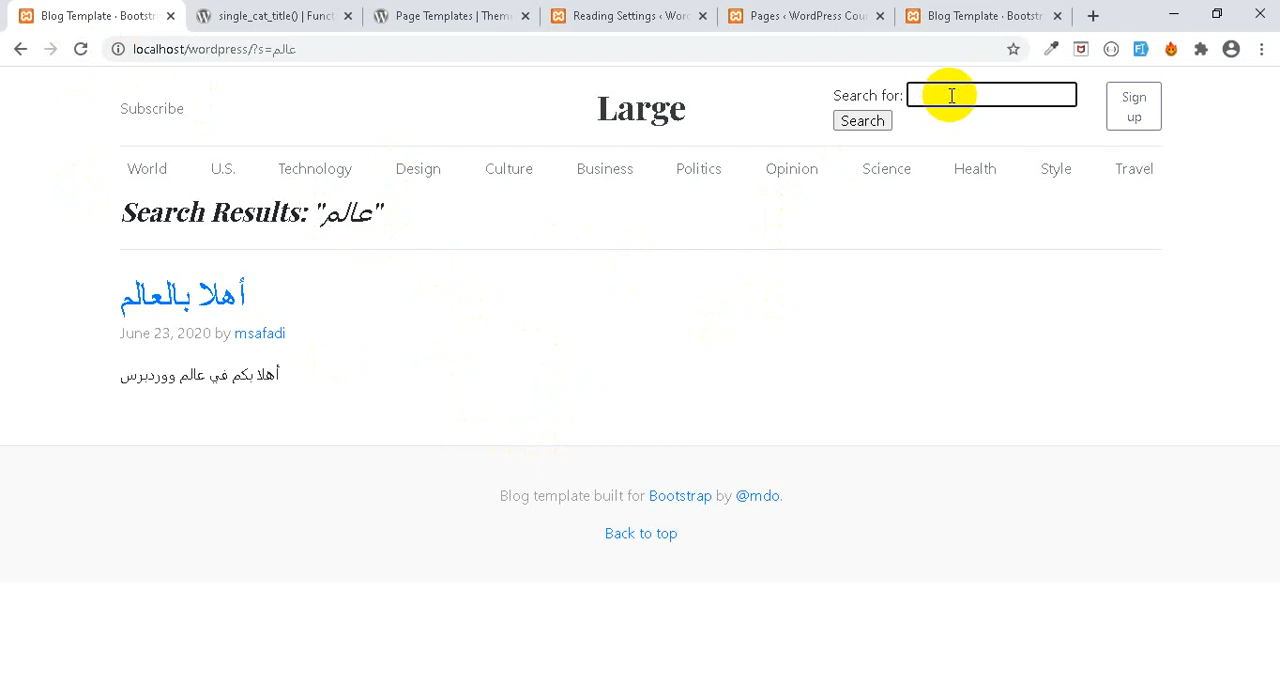 Blog Template · Bootst
single_cat_title() | Funct
Page Templates | Theme
Reading Settings ‹ Word
Pages ‹ WordPress Cou
Blog Template · Bootstr
localhost/wordpress/?s=عالم
Subscribe
Large
Search for:
Search
Sign up
World U.S. Technology Design Culture Business Politics Opinion Science Health Style Travel
Search Results: "عالم"
أهلا بالعالم
June 23, 2020 by msafadi
أهلا بكم في عالم ووردبرس
Blog template built for Bootstrap by @mdo.
Back to top